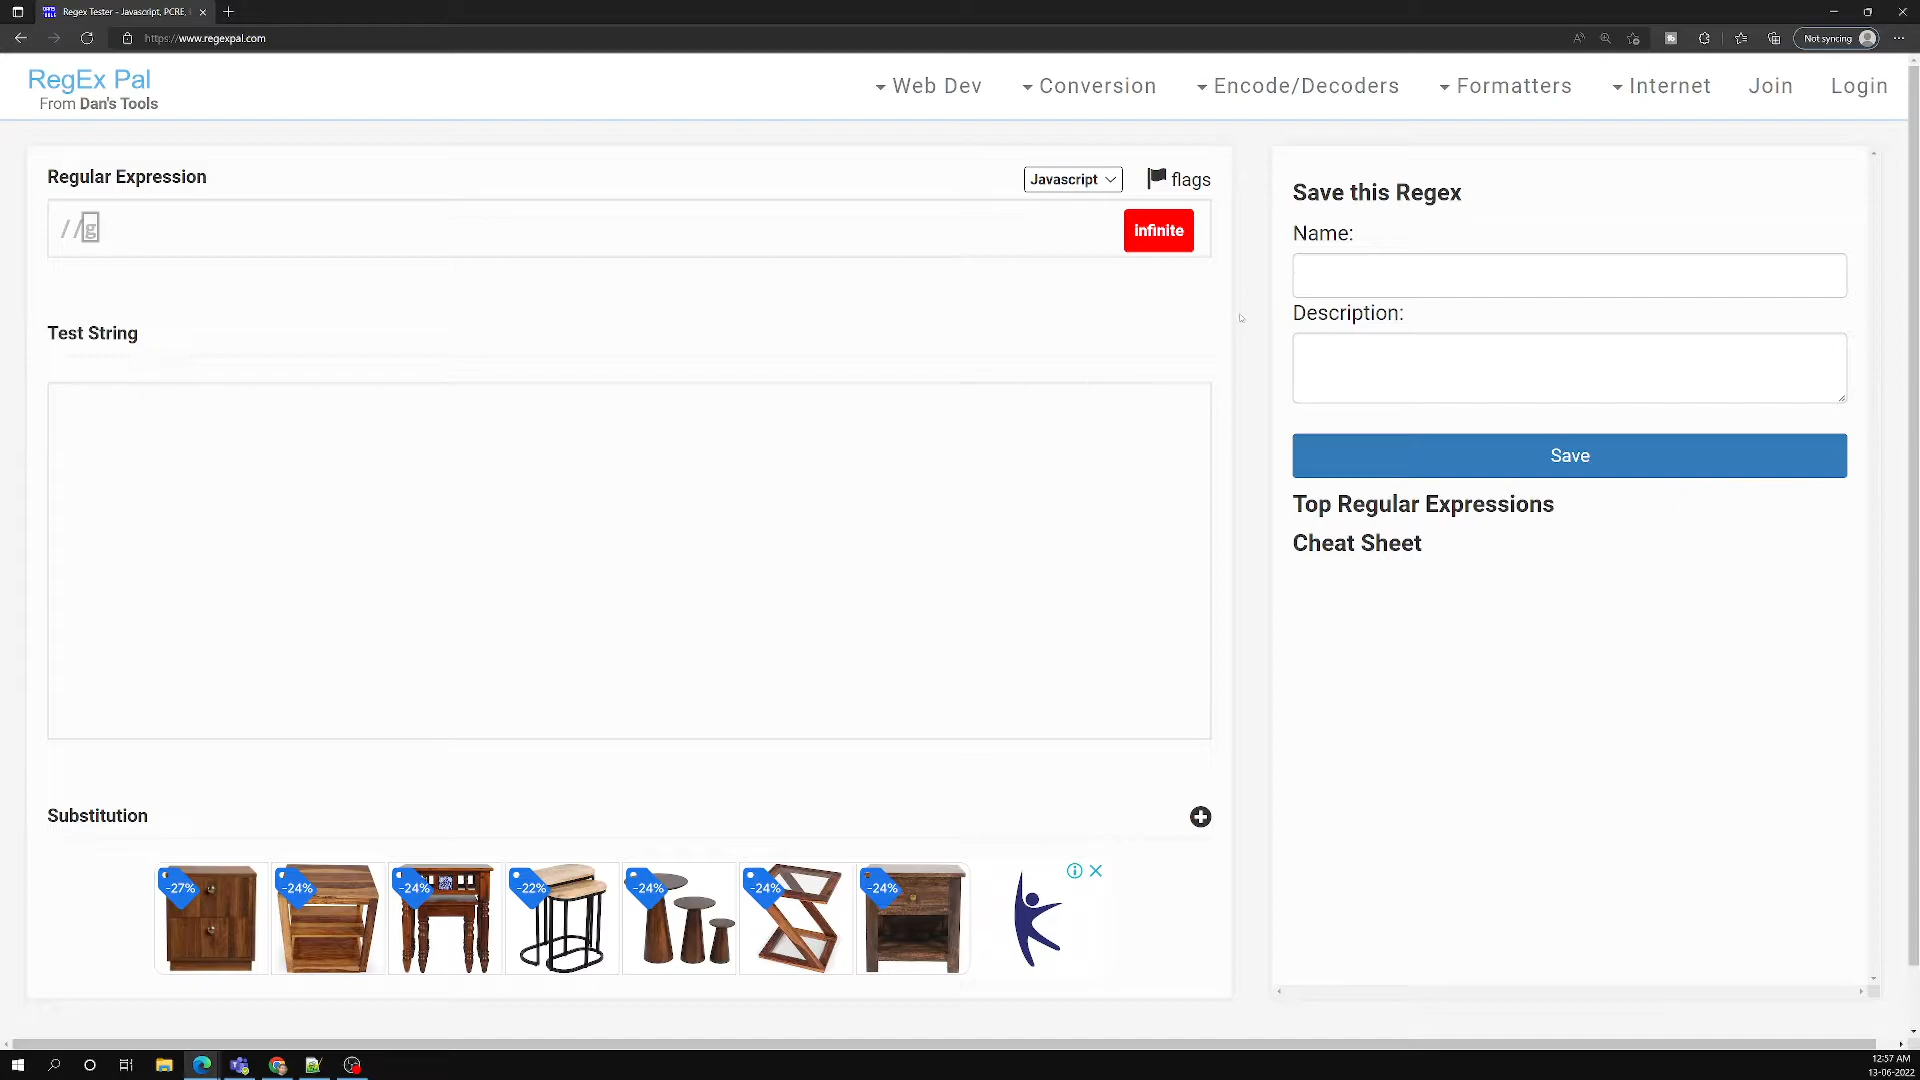 Regex Tester - Javascript, PCRE,
https://www.regexpal.com
Not syncing
RegEx Pal
From Dan's Tools
Web Dev
Conversion
Encode/Decoders
Formatters
Internet
Join
Login
Regular Expression
Javascript
flags
//g
infinite
Test String
Substitution
-27%
-24%
-24%
-22%
-24%
-24%
-24%
Save this Regex
Name:
Description:
Save
Top Regular Expressions
Cheat Sheet
12:57 AM
13-06-2022